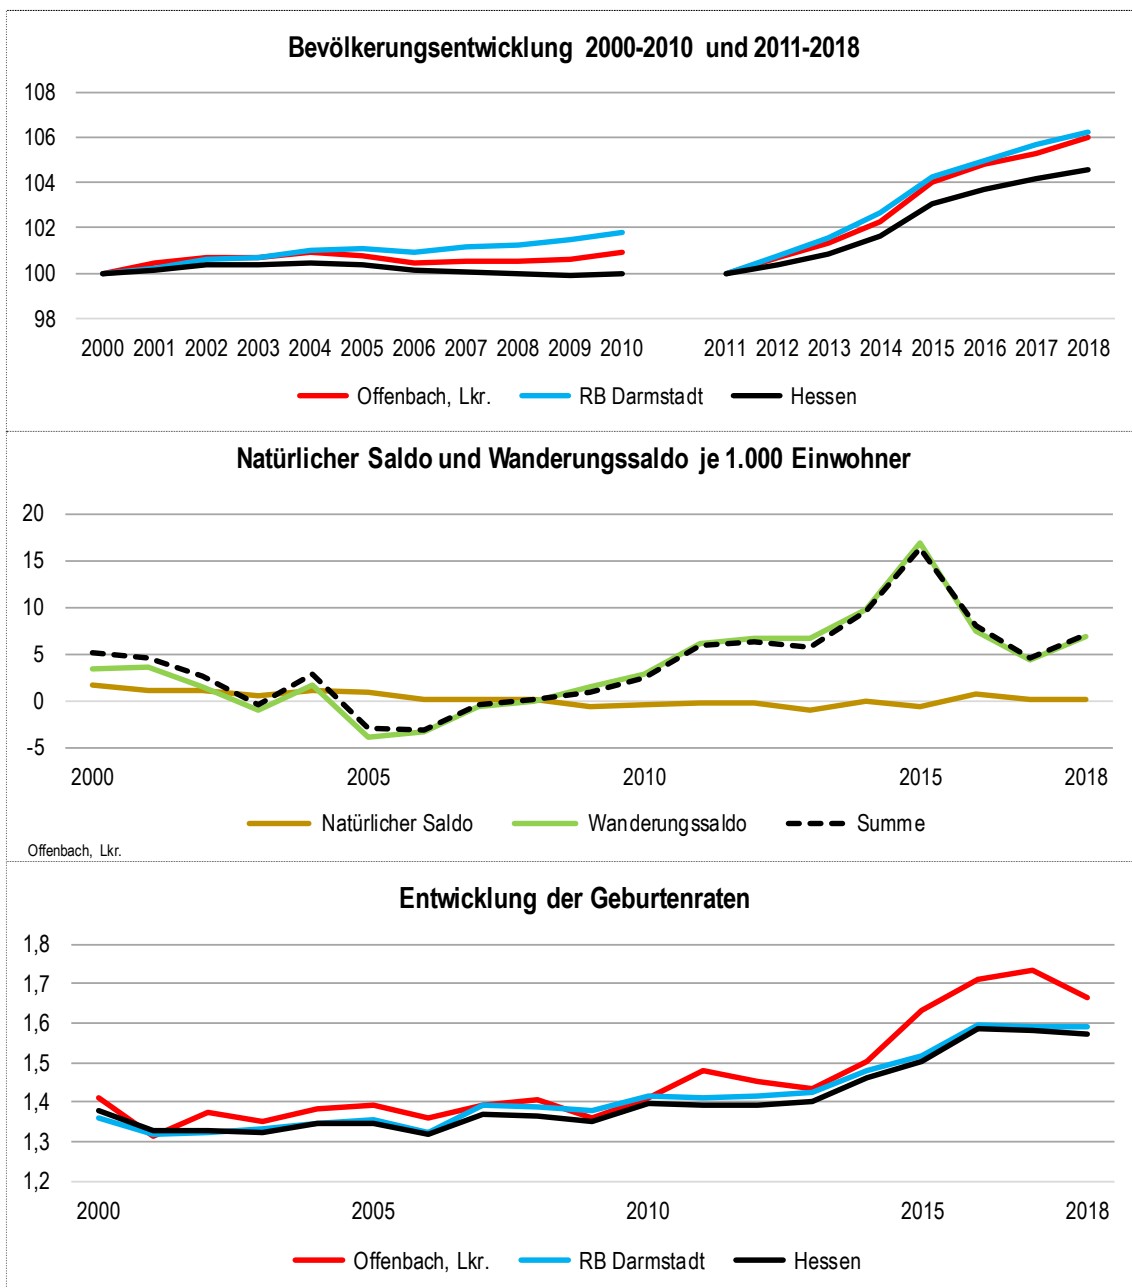 Bevölkerungsentwicklung 2000-2010 und 2011-2018
108
106
104
102
100
98
2000 2001 2002 2003 2004 2005 2006 2007 2008 2009 2010 2011 2012 2013 2014 2015 2016 2017 2018
Offenbach, Lkr. RB Darmstadt Hessen
Natürlicher Saldo und Wanderungssaldo je 1.000 Einwohner
20
15
10
5
0
-5
2000 2005 2010 2015 2018
Natürlicher Saldo Wanderungssaldo Summe
Offenbach, Lkr.
Entwicklung der Geburtenraten
1,8
1,7
1,6
1,5
1,4
1,3
1,2
2000 2005 2010 2015 2018
Offenbach, Lkr. RB Darmstadt Hessen